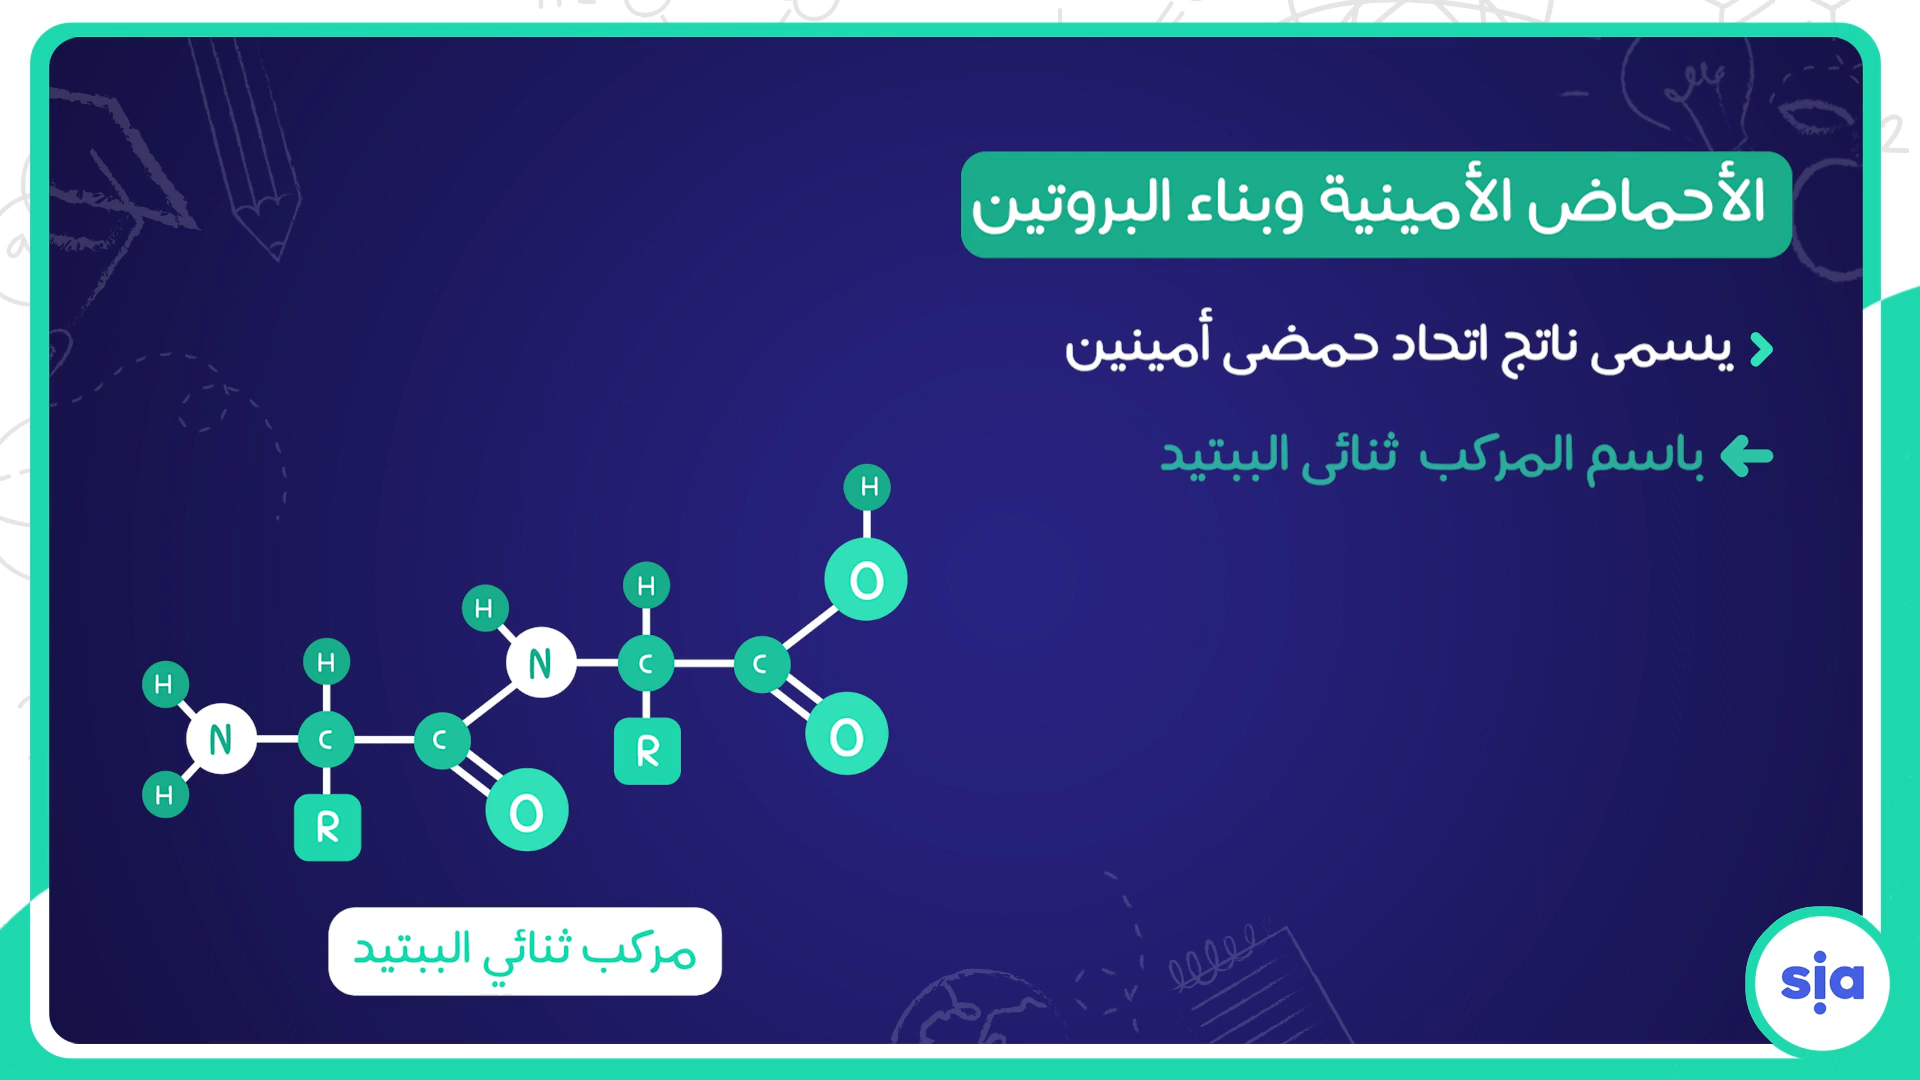 الأحماض الأمينية وبناء البروتين
يسمى ناتج اتحاد حمضى أمينين
باسم المركب ثنائى الببتيد
H
O
H
H
N
C
C
H
H
N
C
C
O
R
H
R
O
مركب ثنائي الببتيد
sia